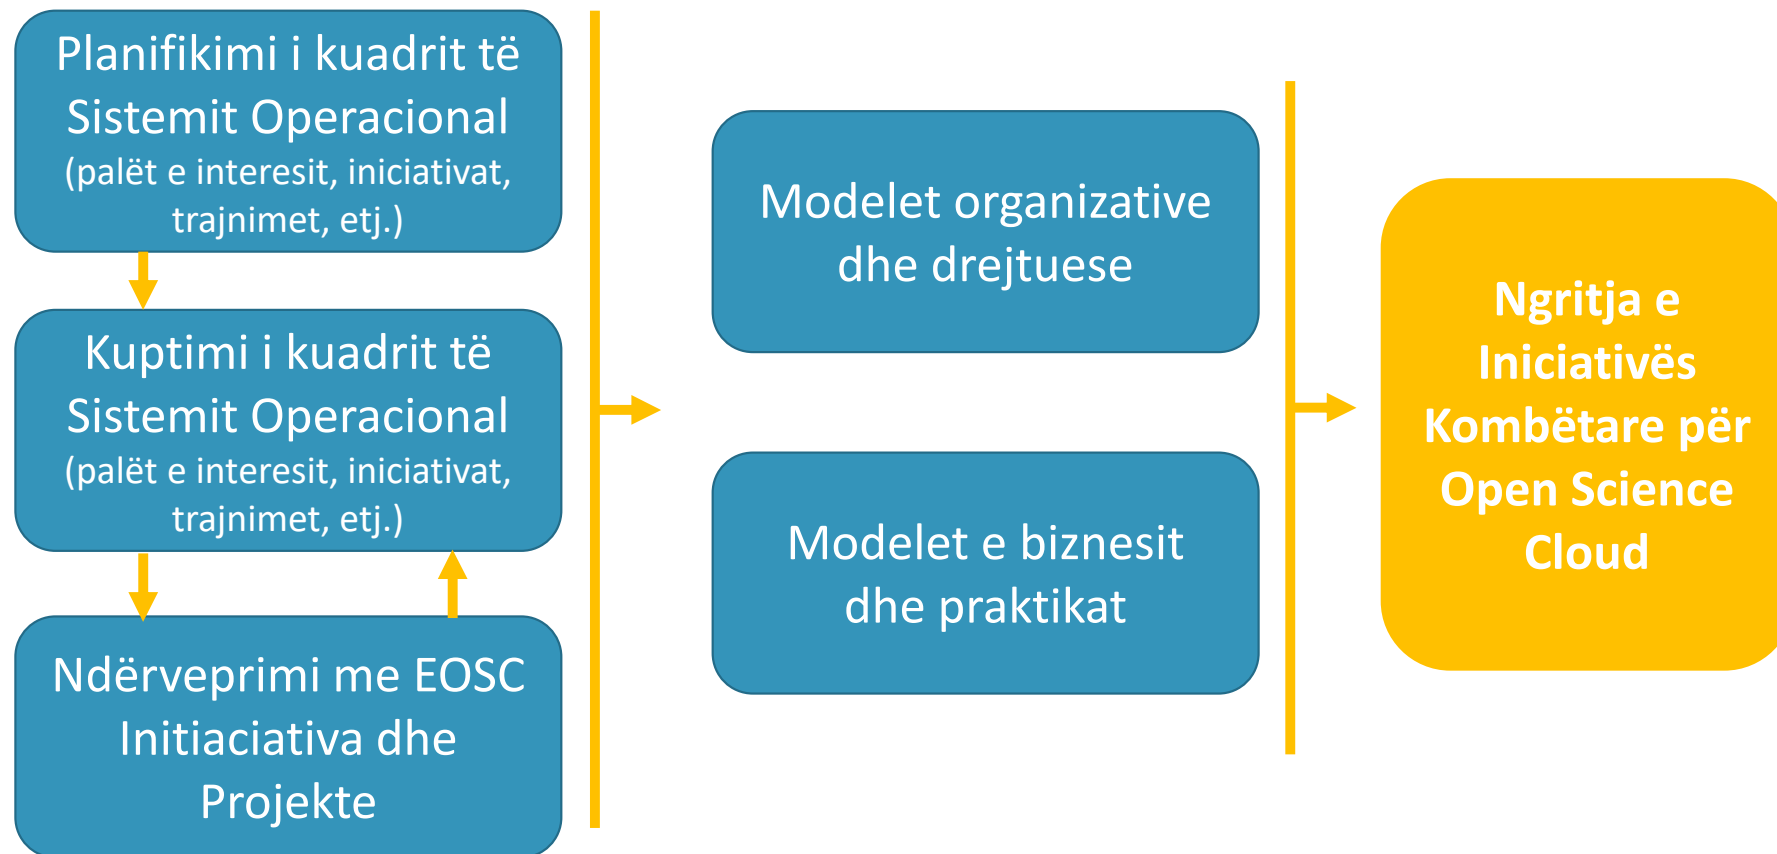 Planifikimi i kuadrit të
Sistemit Operacional
(palët e interesit, iniciativat,
trajnimet, etj.)
Kuptimi i kuadrit të
Sistemit Operacional
(palët e interesit, iniciativat,
trajnimet, etj.)
Ndërveprimi me EOSC
Initiaciativa dhe
Projekte
Modelet organizative
dhe drejtuese
Modelet e biznesit
dhe praktikat
Ngritja e
Iniciativës
Kombëtare për
Open Science
Cloud